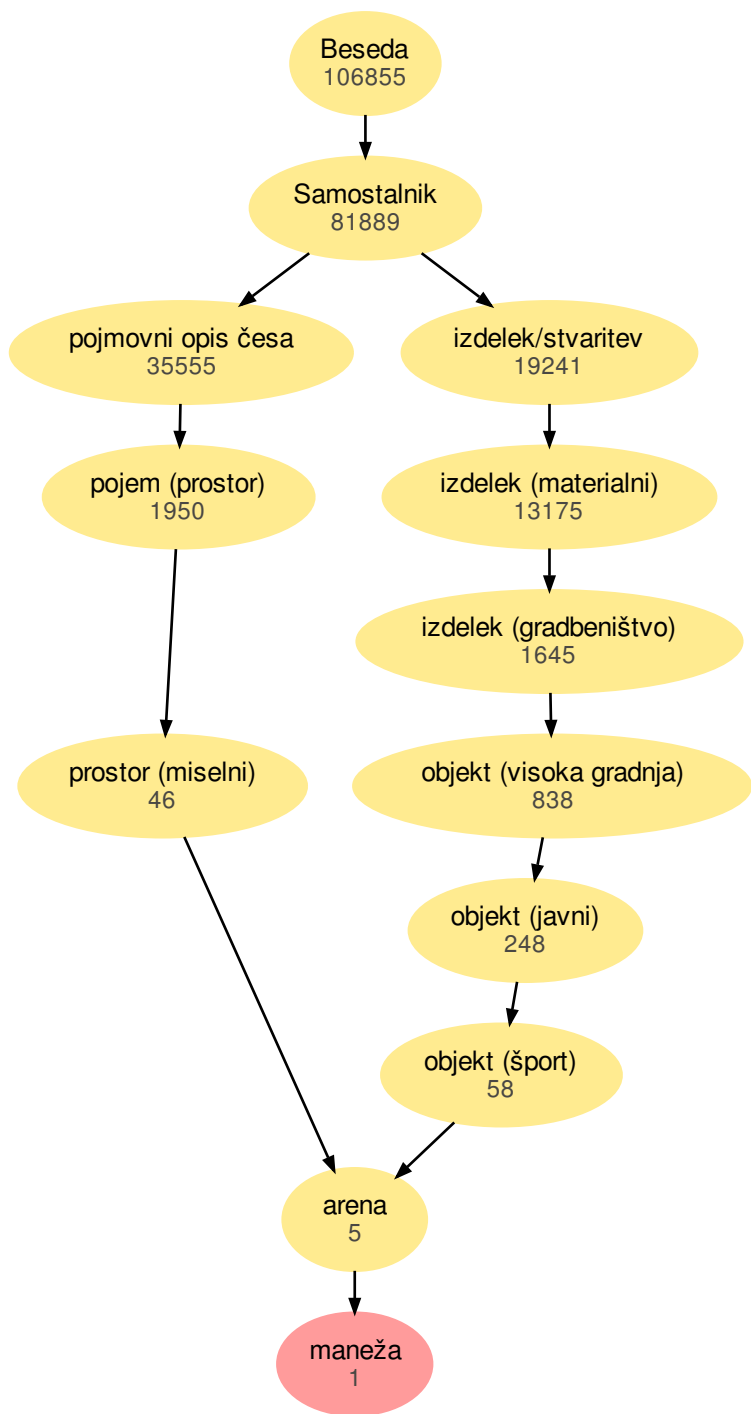 Beseda
106855
Samostalnik
81889
pojmovni opis česa
35555
izdelek/stvaritev
19241
pojem (prostor)
1950
izdelek (materialni)
13175
izdelek (gradbeništvo)
1645
prostor (miselni)
46
objekt (visoka gradnja)
838
objekt (javni)
248
objekt (šport)
58
arena
5
maneža
1